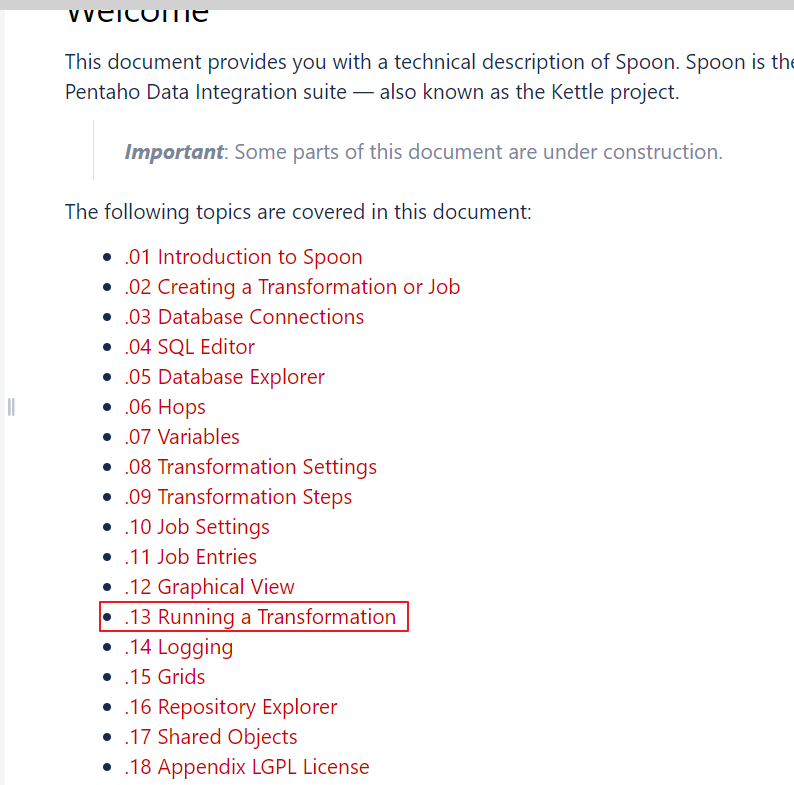 Welcome
This document provides you with a technical description of Spoon. Spoon is the
Pentaho Data Integration suite — also known as the Kettle project.
Important: Some parts of this document are under construction.
The following topics are covered in this document:
.01 Introduction to Spoon
.02 Creating a Transformation or Job
.03 Database Connections
.04 SQL Editor
.05 Database Explorer
.06 Hops
.07 Variables
.08 Transformation Settings
.09 Transformation Steps
.10 Job Settings
.11 Job Entries
.12 Graphical View
.13 Running a Transformation
.14 Logging
.15 Grids
.16 Repository Explorer
.17 Shared Objects
.18 Appendix LGPL License